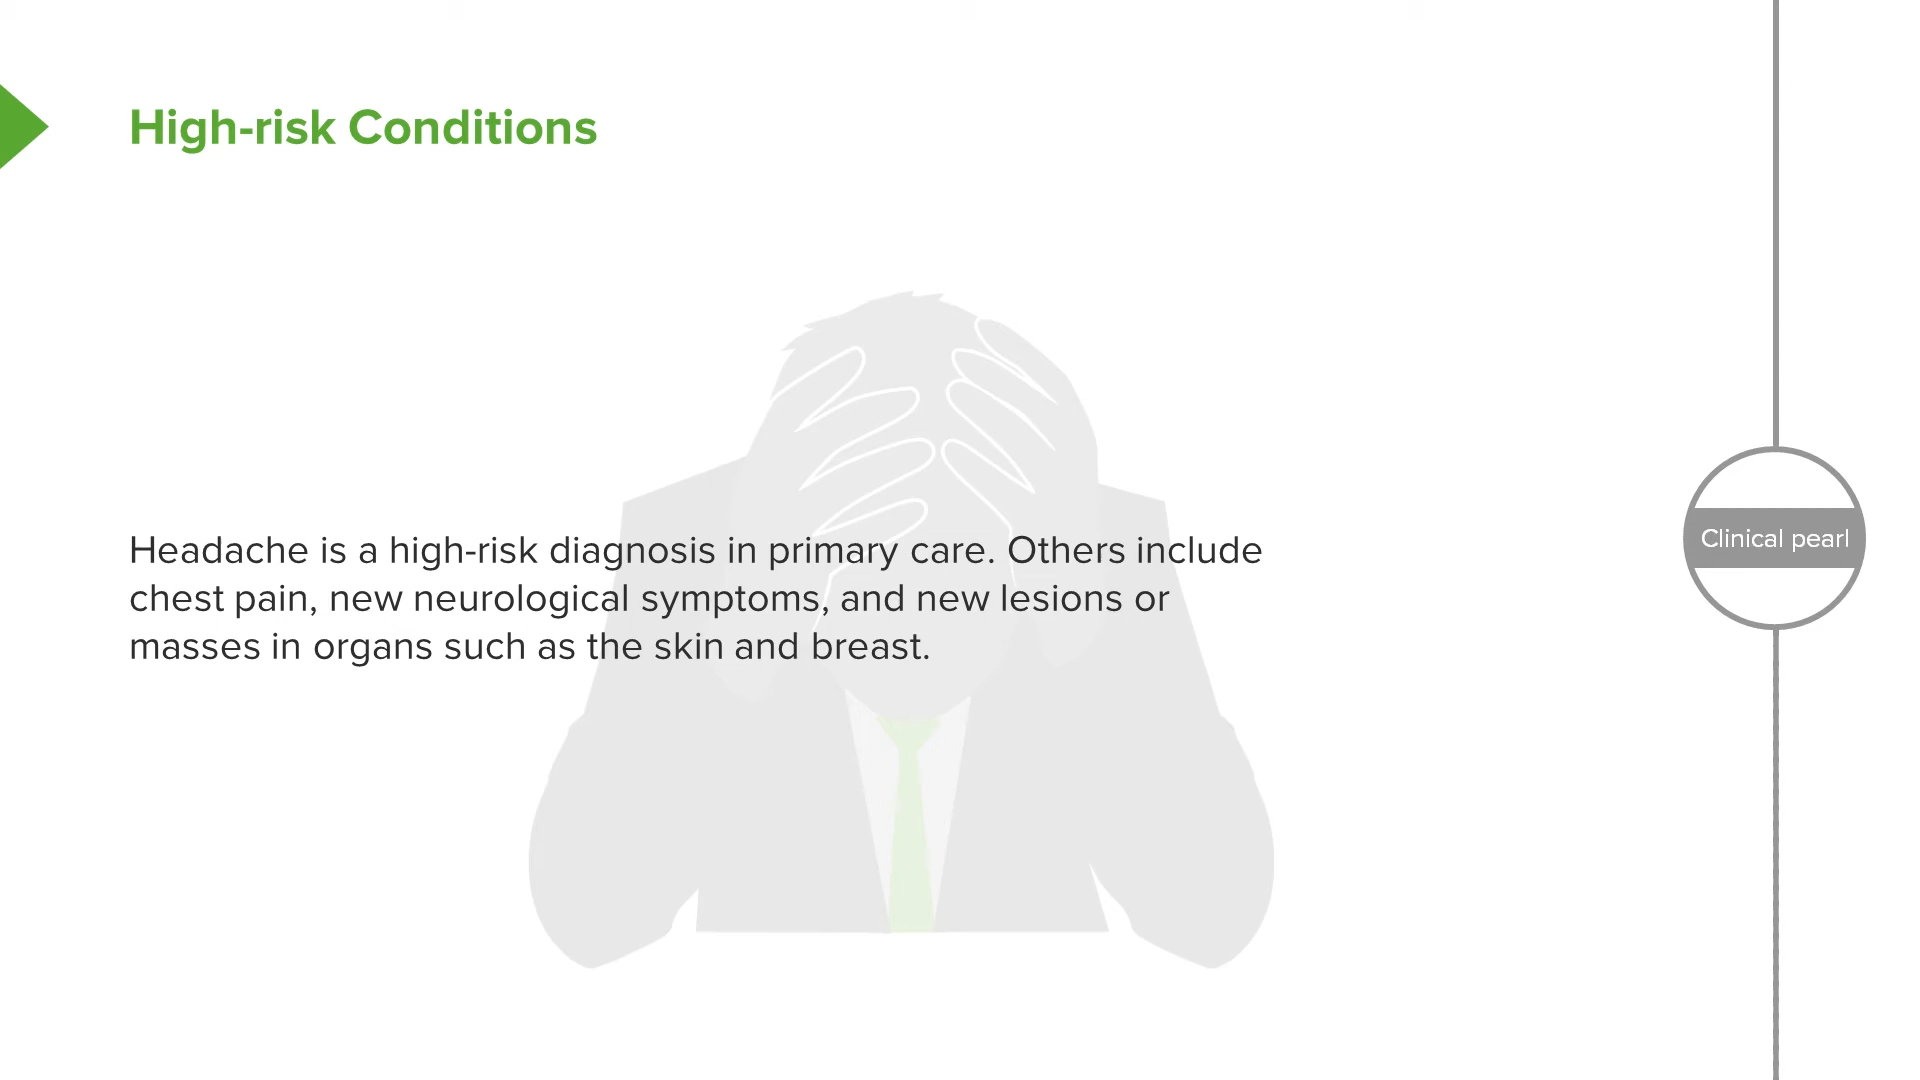 High-risk Conditions
Headache is a high-risk diagnosis in primary care. Others include
chest pain, new neurological symptoms, and new lesions or
masses in organs such as the skin and breast.
Clinical pearl